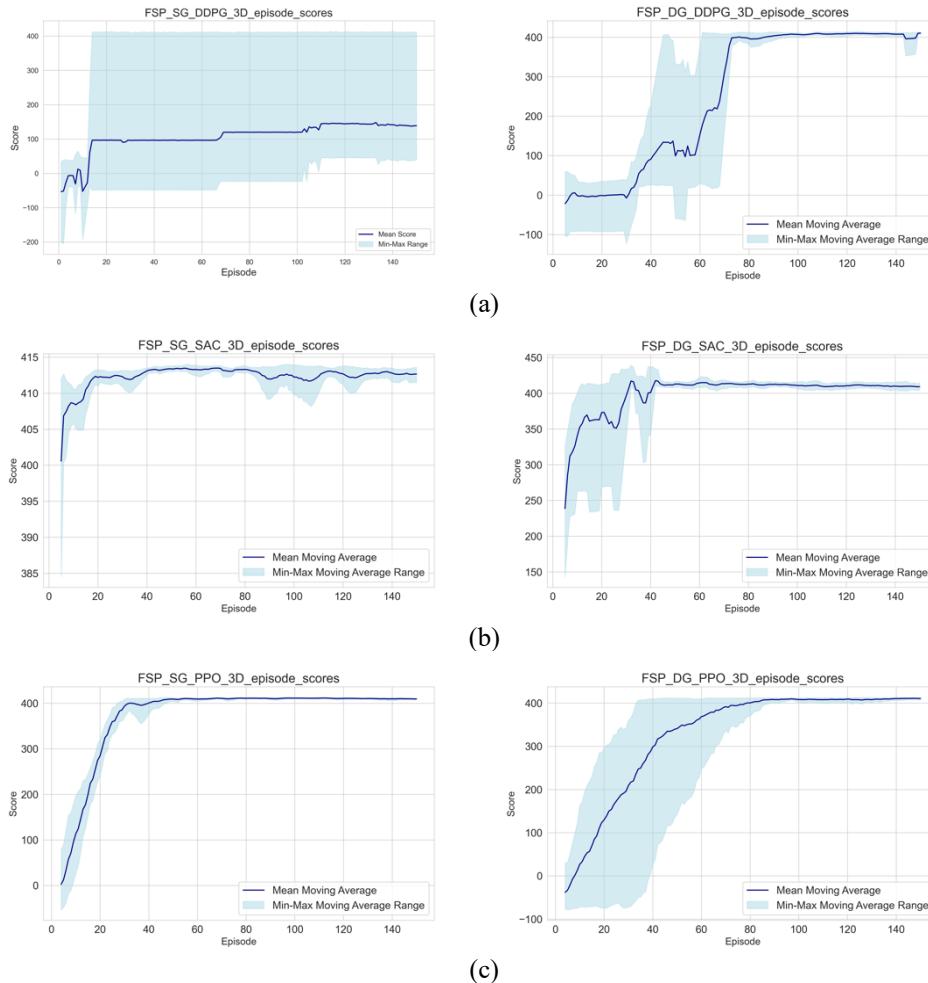 FSP_SG_DDPG_3D_episode_scores
400
300
200
100
0
−100
−200
Score
0 20 40 60 80 100 120 140
Episode
Mean Score
Min-Max Range
FSP_DG_DDPG_3D_episode_scores
400
300
200
100
0
−100
Score
0 20 40 60 80 100 120 140
Episode
Mean Moving Average
Min-Max Moving Average Range
(a)
FSP_SG_SAC_3D_episode_scores
415
410
405
400
395
390
385
Score
0 20 40 60 80 100 120 140
Episode
Mean Moving Average
Min-Max Moving Average Range
FSP_DG_SAC_3D_episode_scores
450
400
350
300
250
200
150
Score
0 20 40 60 80 100 120 140
Episode
Mean Moving Average
Min-Max Moving Average Range
(b)
FSP_SG_PPO_3D_episode_scores
400
300
200
100
0
Score
0 20 40 60 80 100 120 140
Episode
Mean Moving Average
Min-Max Moving Average Range
FSP_DG_PPO_3D_episode_scores
400
300
200
100
0
−100
Score
0 20 40 60 80 100 120 140
Episode
Mean Moving Average
Min-Max Moving Average Range
(c)